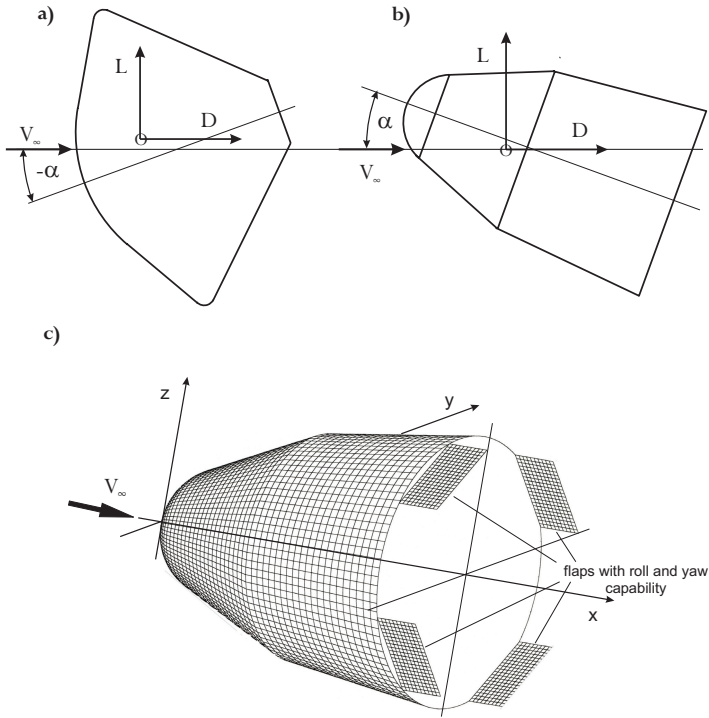 a)
L
D
V∞
-α
O
b)
L
α
D
V∞
O
c)
z
y
V∞
flaps with roll and yaw
capability
x